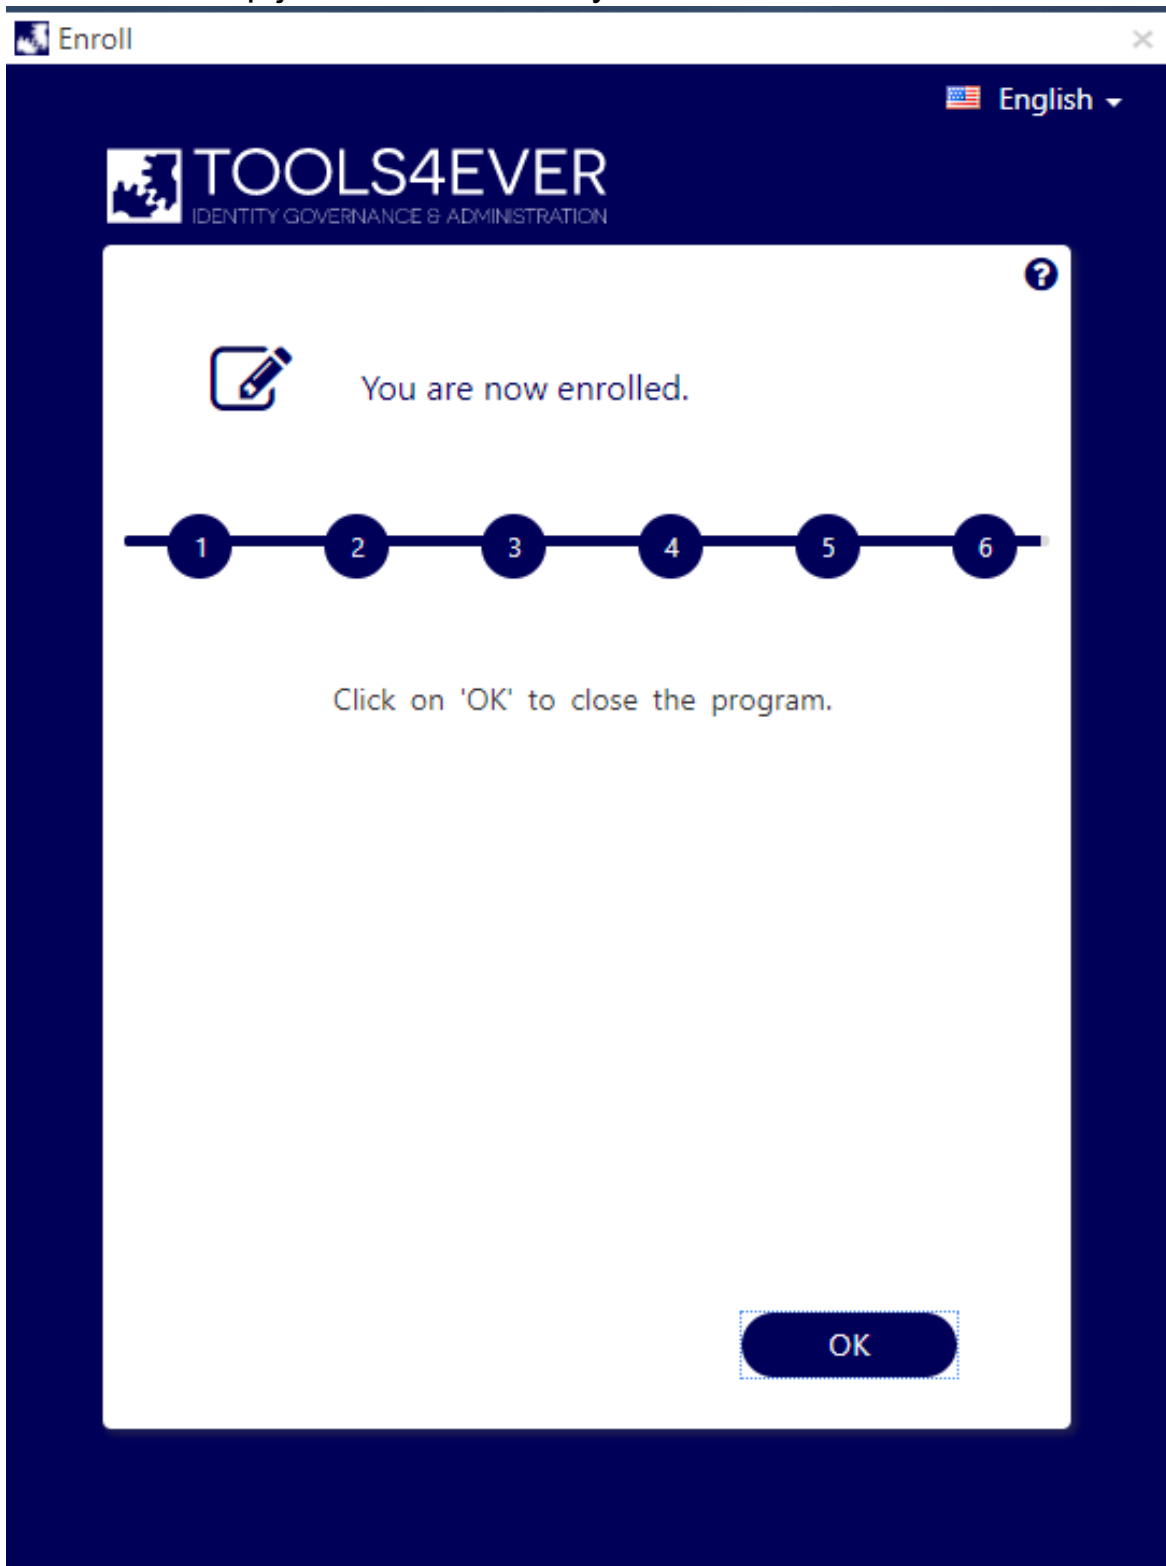 Enroll
English
TOOLS4EVER
IDENTITY GOVERNANCE & ADMINISTRATION
?
You are now enrolled.
1 2 3 4 5 6
Click on 'OK' to close the program.
OK